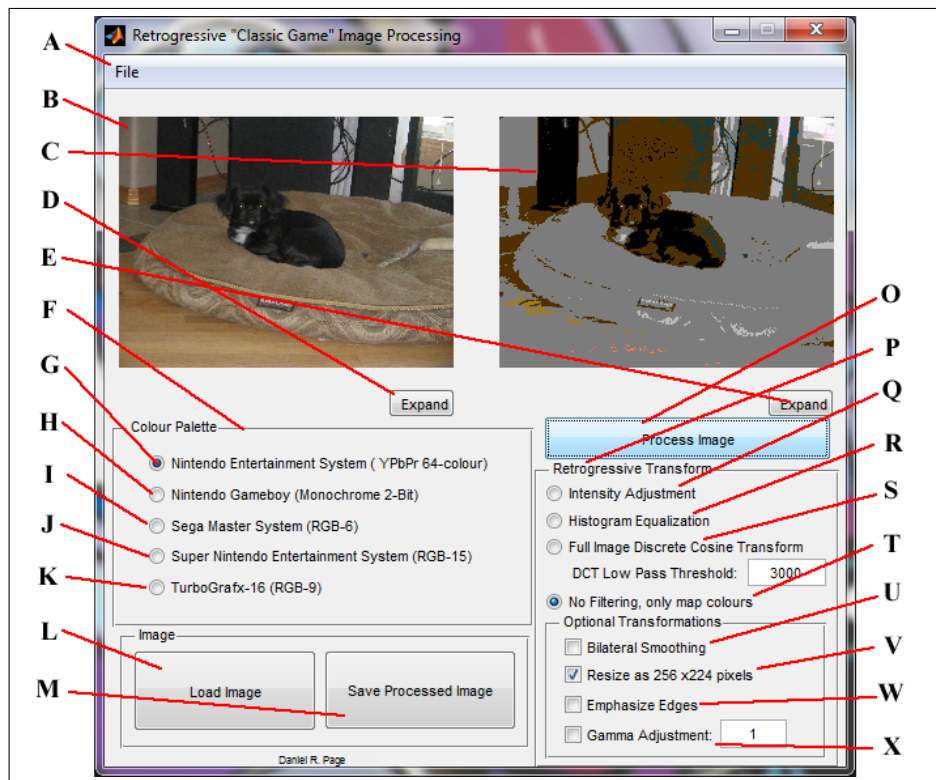 Retrogressive "Classic Game" Image Processing
A
File
B
C
D
E
F
O
P
G
Expand
Expand
Q
Colour Palette
Process Image
H
R
Nintendo Entertainment System ( YPbPr 64-colour)
Retrogressive Transform
I
Nintendo Gameboy (Monochrome 2-Bit)
Intensity Adjustment
S
Sega Master System (RGB-6)
Histogram Equalization
J
Super Nintendo Entertainment System (RGB-15)
Full Image Discrete Cosine Transform
T
K
TurboGrafx-16 (RGB-9)
DCT Low Pass Threshold: 3000
No Filtering, only map colours
U
Optional Transformations
L
Image
Bilateral Smoothing
V
Resize as 256 x224 pixels
M
Load Image
Save Processed Image
Emphasize Edges
W
Gamma Adjustment: 1
X
Daniel R. Page